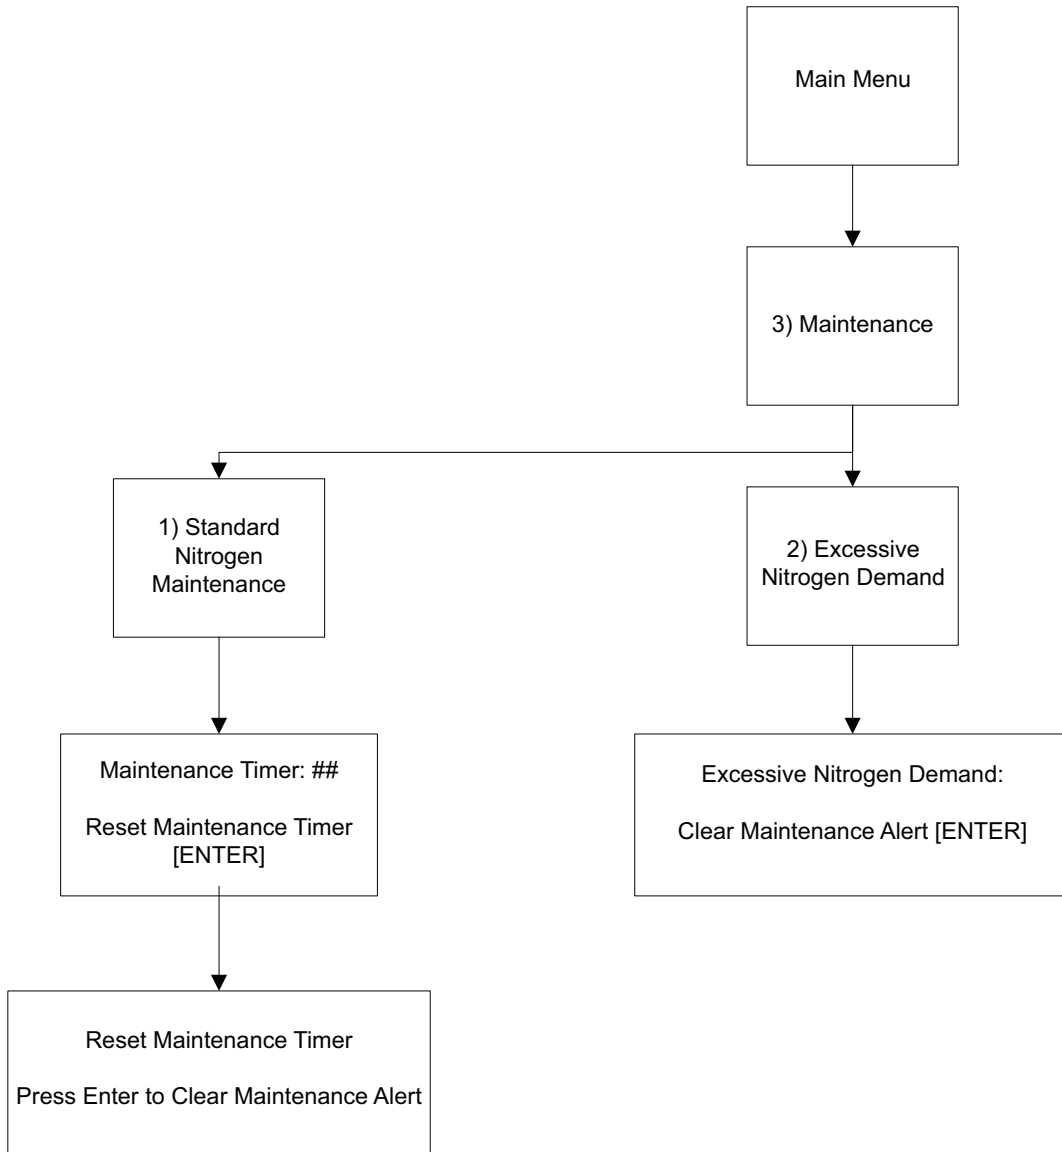 Main Menu
3) Maintenance
1) Standard
Nitrogen
Maintenance
2) Excessive
Nitrogen Demand
Maintenance Timer: ##
Reset Maintenance Timer
[ENTER]
Excessive Nitrogen Demand:
Clear Maintenance Alert [ENTER]
Reset Maintenance Timer
Press Enter to Clear Maintenance Alert